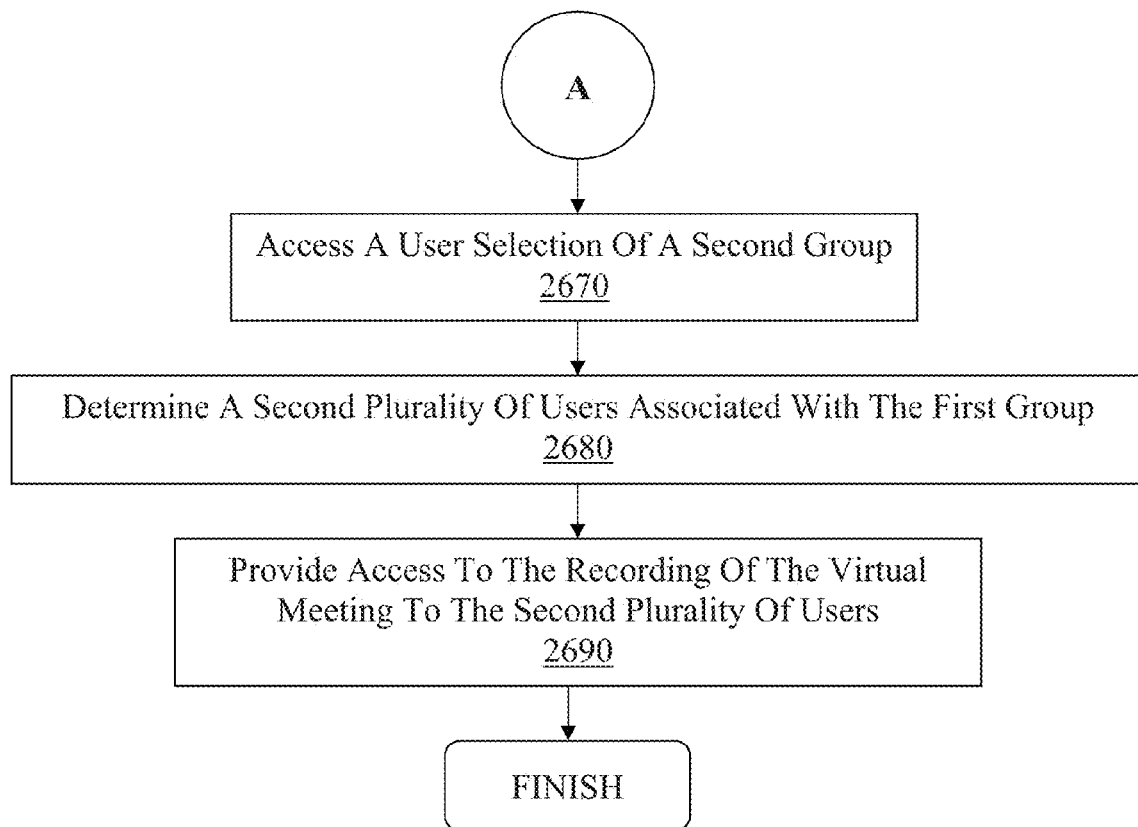 A
Access A User Selection Of A Second Group
2670
Determine A Second Plurality Of Users Associated With The First Group
2680
Provide Access To The Recording Of The Virtual
Meeting To The Second Plurality Of Users
2690
FINISH